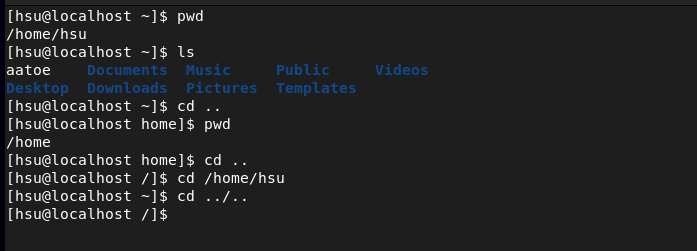 [hsu@localhost ~]$ pwd
/home/hsu
[hsu@localhost ~]$ ls
aatoe    Documents  Music     Public     Videos
Desktop  Downloads  Pictures  Templates
[hsu@localhost ~]$ cd ..
[hsu@localhost home]$ pwd
/home
[hsu@localhost home]$ cd ..
[hsu@localhost /]$ cd /home/hsu
[hsu@localhost ~]$ cd ../..
[hsu@localhost /]$